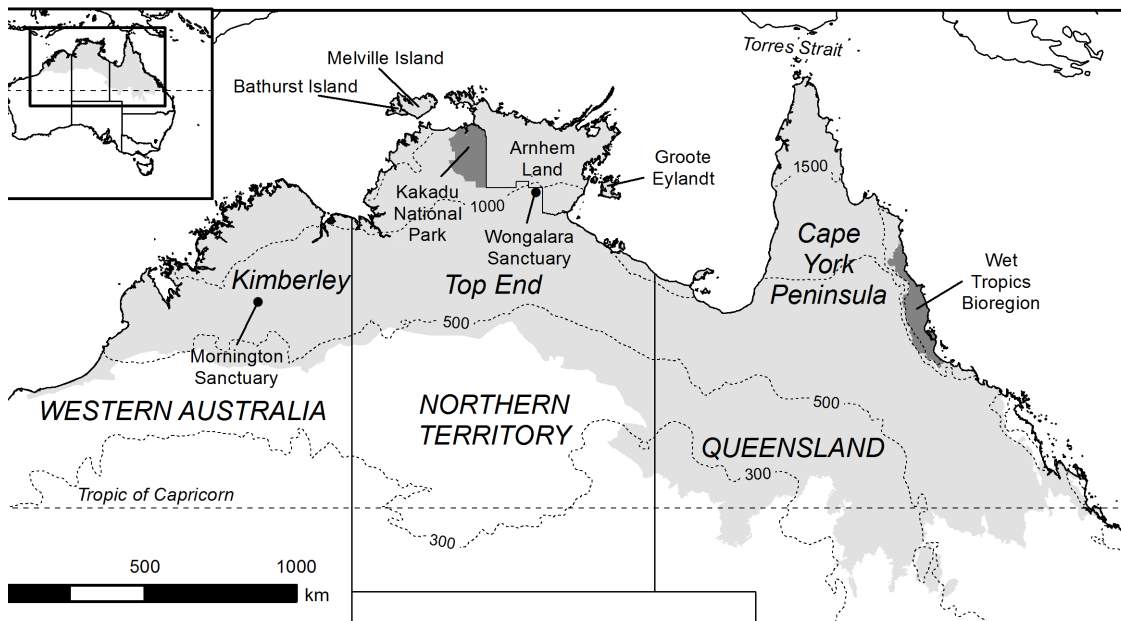 Torres Strait
Melville Island
Bathurst Island
Arnhem
Land
Groote
Eylandt
1500
Kakadu
National
Park
1000
Wongalara
Sanctuary
Cape
York
Peninsula
Wet
Tropics
Bioregion
Kimberley
Top End
500
Mornington
Sanctuary
WESTERN AUSTRALIA
NORTHERN
TERRITORY
500
QUEENSLAND
300
Tropic of Capricorn
300
500
1000
km